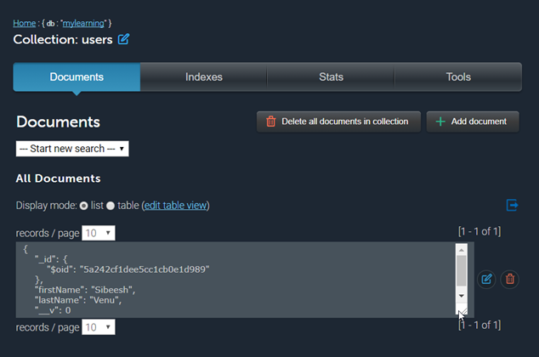 Home : { db : "mylearning" }
Collection: users
Documents Indexes Stats Tools
Documents
Delete all documents in collection
Add document
--- Start new search ---
All Documents
Display mode: list table (edit table view)
records / page 10 [1 - 1 of 1]
{
"_id": {
"$oid": "5a242cf1dee5cc1cb0e1d989"
},
"firstName": "Sibeesh",
"lastName": "Venu",
"__v": 0
records / page 10 [1 - 1 of 1]